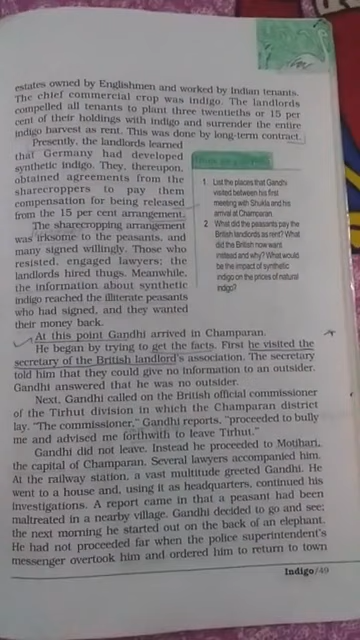 estates owned by Englishmen and worked by Indian tenants.
The chief commercial crop was indigo. The landlords
compelled all tenants to plant three twentieths or 15 per
cent of their holdings with indigo and surrender the entire
indigo harvest as rent. This was done by long-term contract.
Presently, the landlords learned
that Germany had developed
synthetic indigo. They, thereupon,
obtained agreements from the
sharecroppers to pay them
compensation for being released
from the 15 per cent arrangement.
The sharecropping arrangement
was irksome to the peasants, and
many signed willingly. Those who
resisted, engaged lawyers; the
landlords hired thugs. Meanwhile,
the information about synthetic
indigo reached the illiterate peasants
who had signed, and they wanted
their money back.
1. List the places that Gandhi
visited between his first
meeting with Shukla and his
arrival at Champaran.
2. What did the peasants pay the
British landlords as rent? What
did the British now want
instead and why? What would
be the impact of synthetic
indigo on the prices of natural
indigo?
At this point Gandhi arrived in Champaran.
He began by trying to get the facts. First he visited the
secretary of the British landlord's association. The secretary
told him that they could give no information to an outsider.
Gandhi answered that he was no outsider.
Next, Gandhi called on the British official commissioner
of the Tirhut division in which the Champaran district
lay. “The commissioner,” Gandhi reports, “proceeded to bully
me and advised me forthwith to leave Tirhut.”
Gandhi did not leave. Instead he proceeded to Motihari,
the capital of Champaran. Several lawyers accompanied him.
At the railway station, a vast multitude greeted Gandhi. He
went to a house and, using it as headquarters, continued his
investigations. A report came in that a peasant had been
maltreated in a nearby village. Gandhi decided to go and see;
the next morning he started out on the back of an elephant.
He had not proceeded far when the police superintendent's
messenger overtook him and ordered him to return to town
Indigo/49